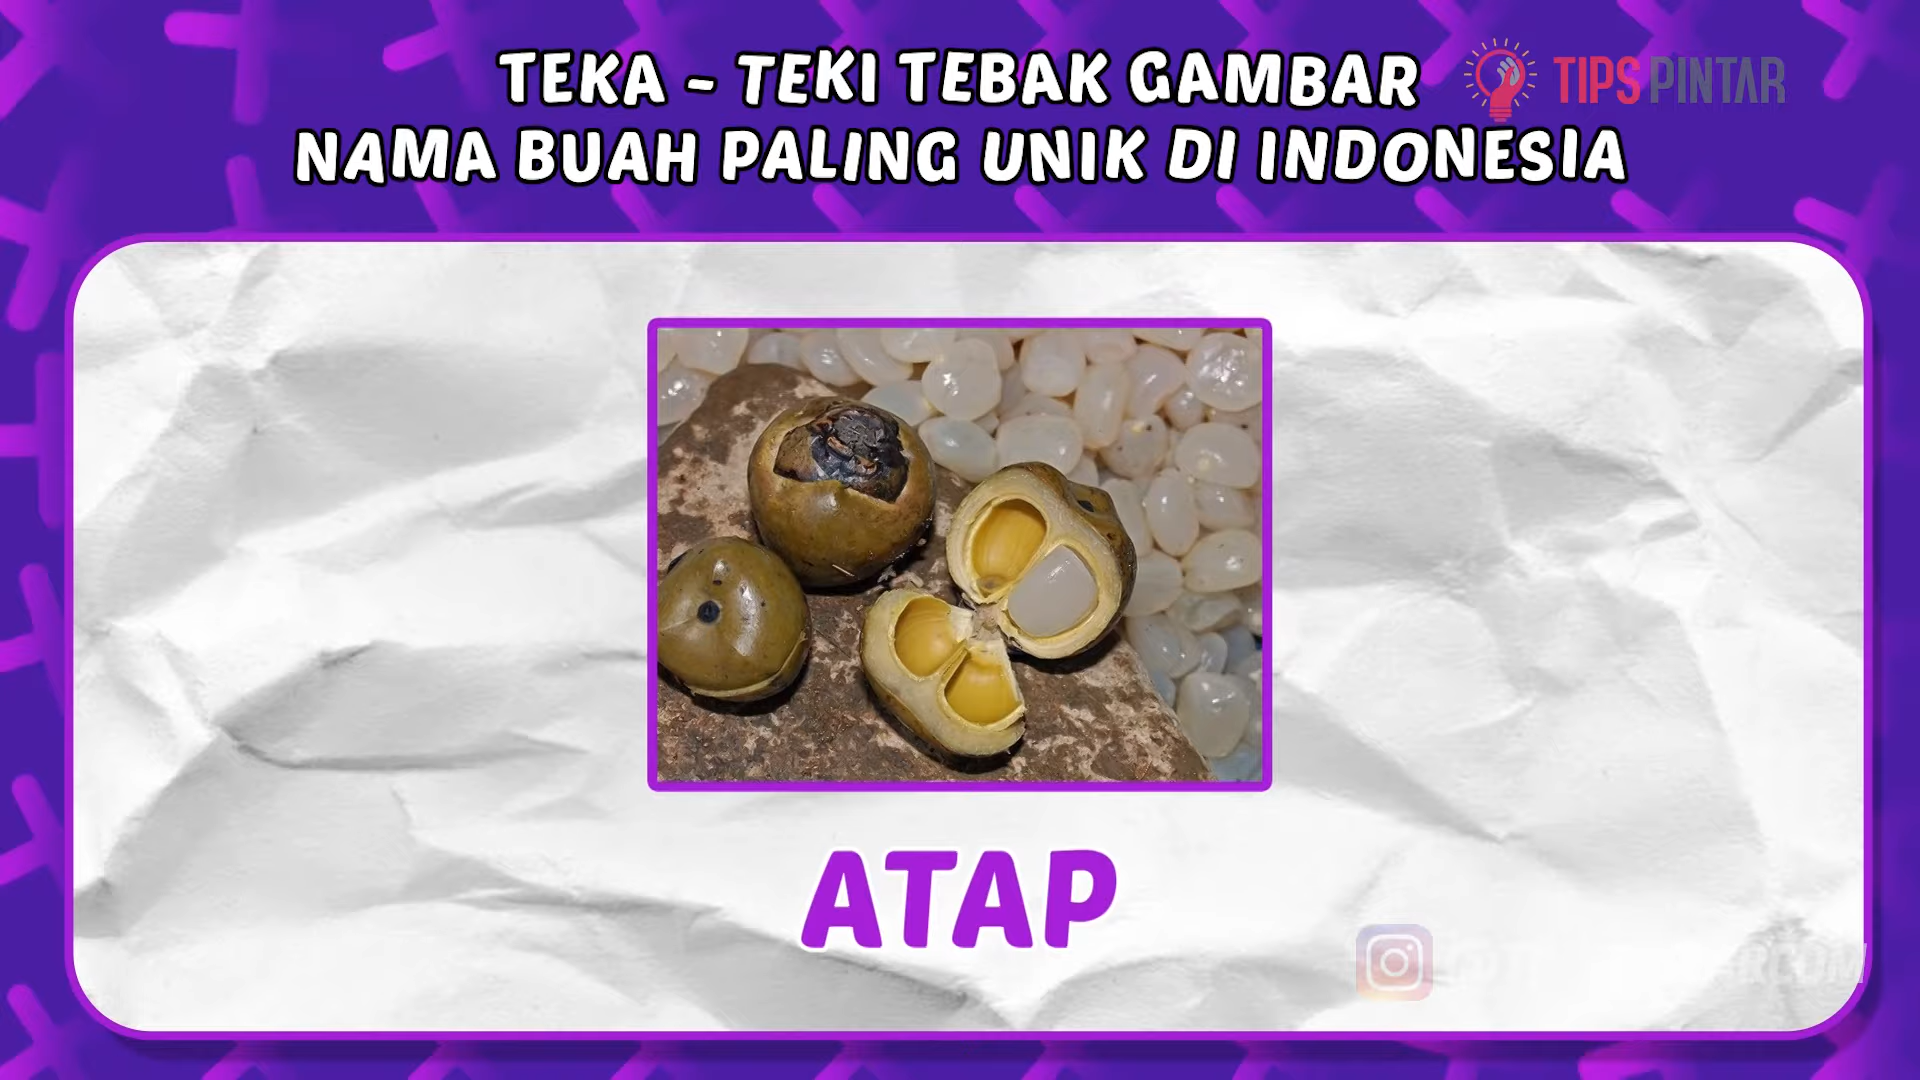 TEKA - TEKI TEBAK GAMBAR
TIPS PINTAR
NAMA BUAH PALING UNIK DI INDONESIA
ATAP